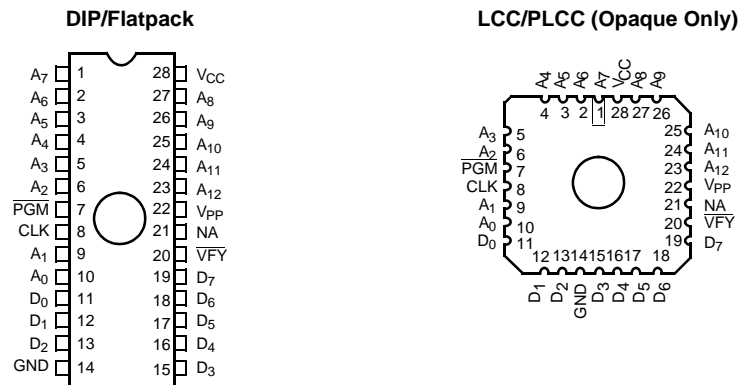 DIP/Flatpack
A7 1 28 VCC
A6 2 27 A8
A5 3 26 A9
A4 4 25 A10
A3 5 24 A11
A2 6 23 A12
PGM 7 22 VPP
CLK 8 21 NA
A1 9 20 VFY
A0 10 19 D7
D0 11 18 D6
D1 12 17 D5
D2 13 16 D4
GND 14 15 D3
LCC/PLCC (Opaque Only)
A4 A5 A6 A7 VCC A8 A9
4 3 2 1 28 27 26
A3 5 25 A10
A2 6 24 A11
PGM 7 23 A12
CLK 8 22 VPP
A1 9 21 NA
A0 10 20 VFY
D0 11 19 D7
12 13 14 15 16 17 18
D1 D2 GND D3 D4 D5 D6